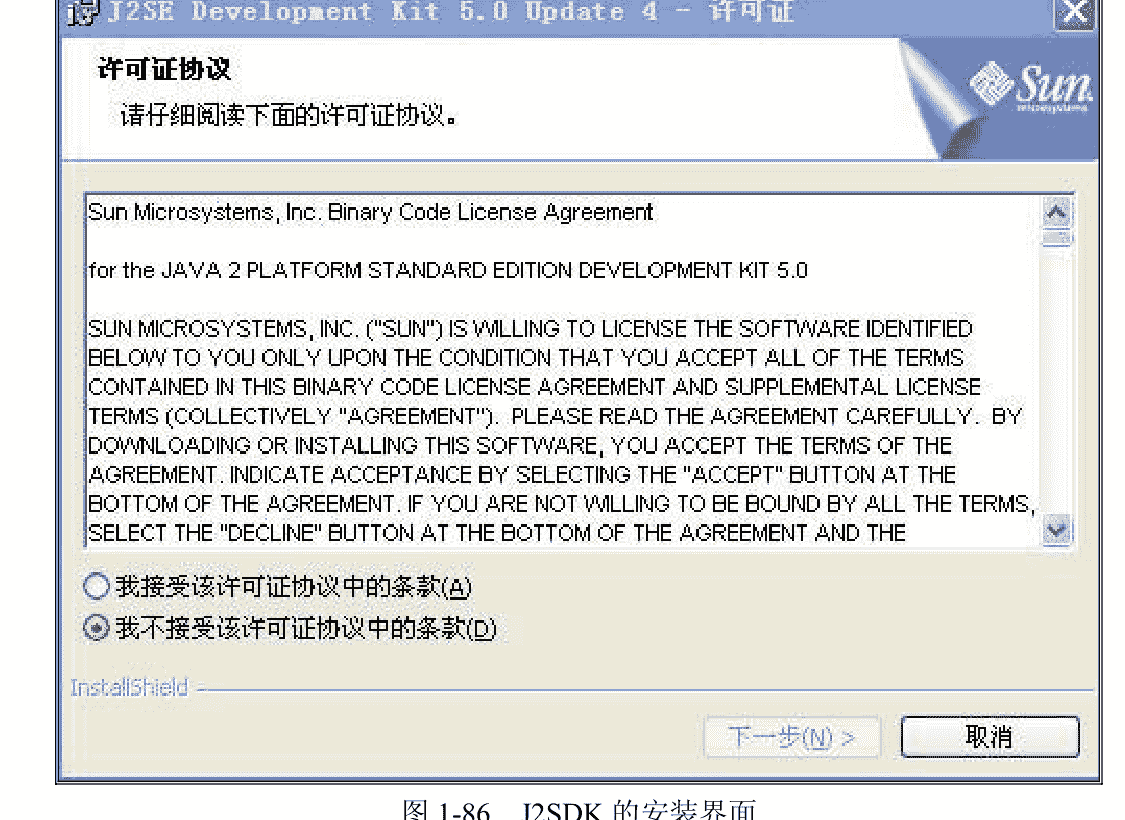 J2SE Development Kit 5.0 Update 4 - 许可证
许可证协议
请仔细阅读下面的许可证协议。
Sun
microsystems
Sun Microsystems, Inc. Binary Code License Agreement
for the JAVA 2 PLATFORM STANDARD EDITION DEVELOPMENT KIT 5.0
SUN MICROSYSTEMS, INC. ("SUN") IS WILLING TO LICENSE THE SOFTWARE IDENTIFIED
BELOW TO YOU ONLY UPON THE CONDITION THAT YOU ACCEPT ALL OF THE TERMS
CONTAINED IN THIS BINARY CODE LICENSE AGREEMENT AND SUPPLEMENTAL LICENSE
TERMS (COLLECTIVELY "AGREEMENT"). PLEASE READ THE AGREEMENT CAREFULLY. BY
DOWNLOADING OR INSTALLING THIS SOFTWARE, YOU ACCEPT THE TERMS OF THE
AGREEMENT. INDICATE ACCEPTANCE BY SELECTING THE "ACCEPT" BUTTON AT THE
BOTTOM OF THE AGREEMENT. IF YOU ARE NOT WILLING TO BE BOUND BY ALL THE TERMS,
SELECT THE "DECLINE" BUTTON AT THE BOTTOM OF THE AGREEMENT AND THE
我接受该许可证协议中的条款(A)
我不接受该许可证协议中的条款(D)
InstallShield
下一步(N) >
取消
图 1-86 J2SDK 的安装界面